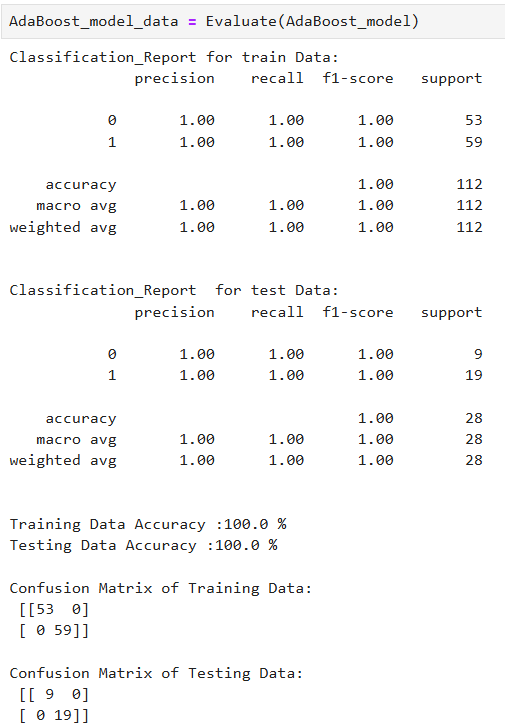 AdaBoost_model_data = Evaluate(AdaBoost_model)
Classification_Report for train Data:
              precision    recall  f1-score   support

           0       1.00      1.00      1.00        53
           1       1.00      1.00      1.00        59

    accuracy                           1.00       112
   macro avg       1.00      1.00      1.00       112
weighted avg       1.00      1.00      1.00       112

Classification_Report  for test Data:
              precision    recall  f1-score   support

           0       1.00      1.00      1.00         9
           1       1.00      1.00      1.00        19

    accuracy                           1.00        28
   macro avg       1.00      1.00      1.00        28
weighted avg       1.00      1.00      1.00        28

Training Data Accuracy :100.0 %
Testing Data Accuracy :100.0 %

Confusion Matrix of Training Data:
 [[53  0]
 [ 0 59]]

Confusion Matrix of Testing Data:
 [[ 9  0]
 [ 0 19]]